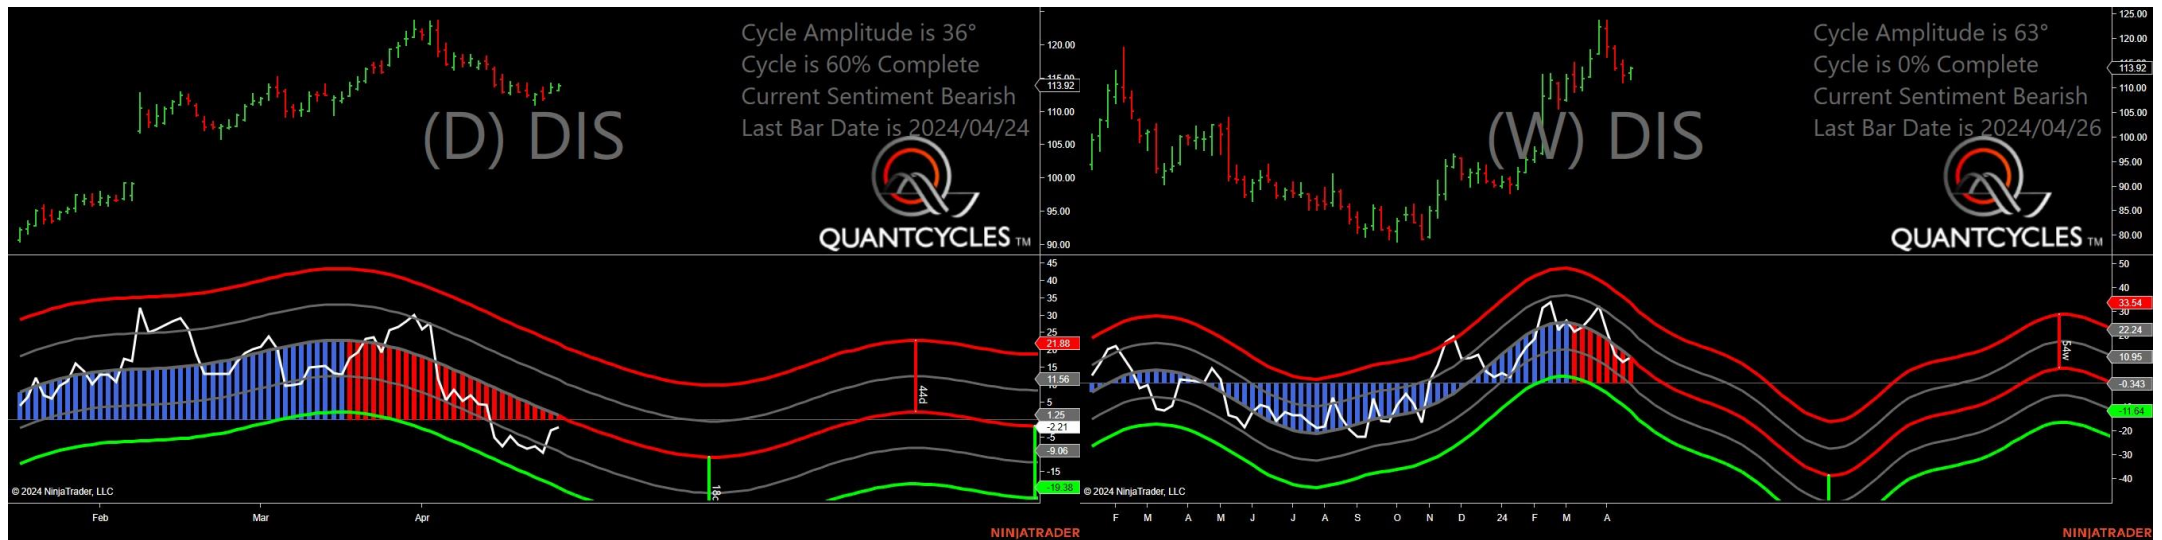 Cycle Amplitude is 36°
Cycle is 60% Complete
Current Sentiment Bearish
Last Bar Date is 2024/04/24
(D) DIS
QUANTCYCLES TM
120.00
115.00
113.92
110.00
105.00
100.00
95.00
90.00
45
40
35
30
25
21.88
15
11.56
5
1.25
-2.21
-5
-9.06
-15
-19.38
44d
© 2024 NinjaTrader, LLC
Feb Mar Apr
NINJATRADER
Cycle Amplitude is 63°
Cycle is 0% Complete
Current Sentiment Bearish
Last Bar Date is 2024/04/26
(W) DIS
QUANTCYCLES TM
125.00
120.00
113.92
110.00
105.00
100.00
95.00
90.00
85.00
80.00
50
40
33.54
30
22.24
10.95
-0.343
-11.64
-20
-30
-40
54w
© 2024 NinjaTrader, LLC
F M A M J J A S O N D 24 F M A
NINJATRADER